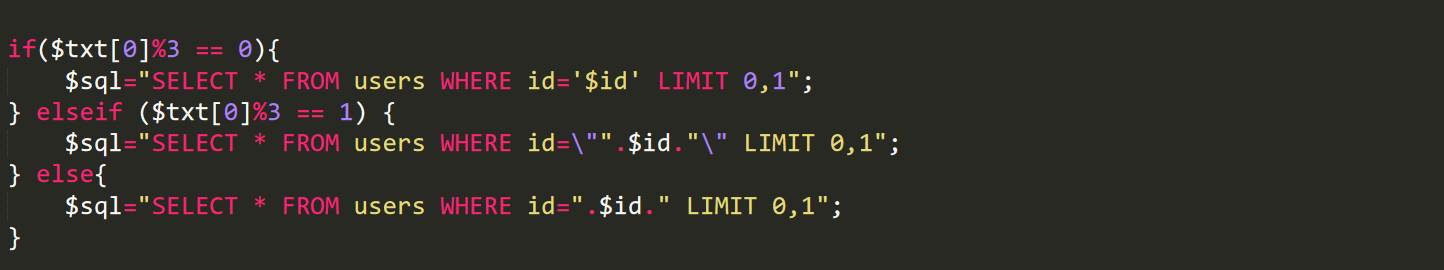 if($txt[0]%3 == 0){
    $sql="SELECT * FROM users WHERE id='$id' LIMIT 0,1";
} elseif ($txt[0]%3 == 1) {
    $sql="SELECT * FROM users WHERE id=\"".$id."\" LIMIT 0,1";
} else{
    $sql="SELECT * FROM users WHERE id=".$id." LIMIT 0,1";
}